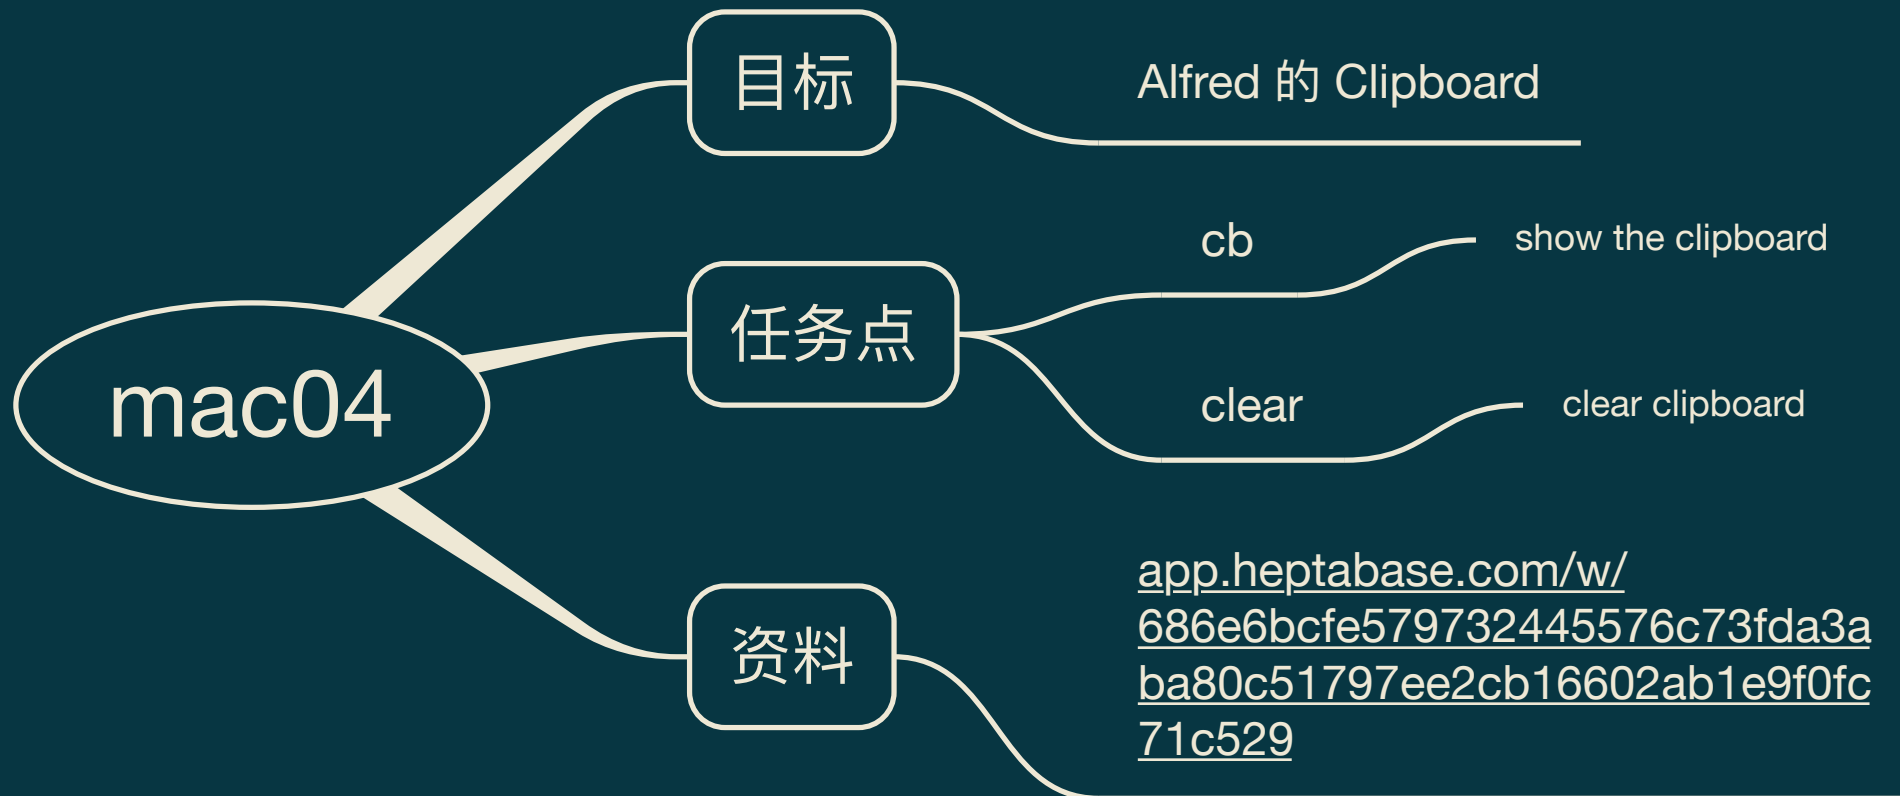 mac04
目标
Alfred 的 Clipboard
任务点
cb
show the clipboard
clear
clear clipboard
资料
app.heptabase.com/w/
686e6bcfe579732445576c73fda3a
ba80c51797ee2cb16602ab1e9f0fc
71c529